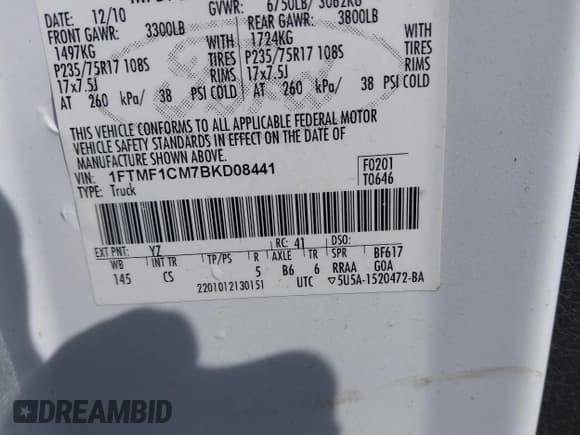 DATE: 12/10 GVWR: 6750LB/ 3062KG
FRONT GAWR: 3300LB REAR GAWR: 3800LB
1497KG WITH 1724KG WITH
P235/75R17 108S TIRES P235/75R17 108S TIRES
17x7.5J RIMS 17x7.5J RIMS
AT 260 kPa/ 38 PSI COLD AT 260 kPa/ 38 PSI COLD
THIS VEHICLE CONFORMS TO ALL APPLICABLE FEDERAL MOTOR
VEHICLE SAFETY STANDARDS IN EFFECT ON THE DATE OF
MANUFACTURE SHOWN ABOVE.
VIN: 1FTMF1CM7BKD08441 F0201
TYPE: Truck T0646
EXT PNT: YZ RC: 41 DSO:
WB INT TR TP/PS R AXLE TR SPR BF617
145 CS 5 B6 6 RRAA GOA
2201012130151 UTC ▽5U5A-1520472-BA
DREAMBID